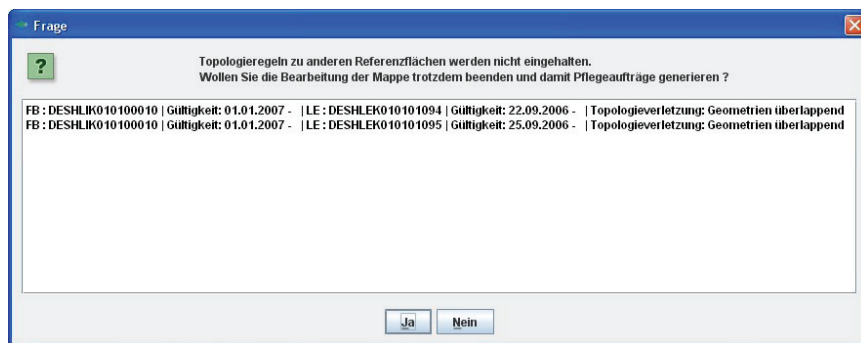 Frage
?
Topologieregeln zu anderen Referenzflächen werden nicht eingehalten.
Wollen Sie die Bearbeitung der Mappe trotzdem beenden und damit Pflegeaufträge generieren ?
FB : DESHLIK010100010 | Gültigkeit: 01.01.2007 - | LE : DESHLEK010101094 | Gültigkeit: 22.09.2006 - | Topologieverletzung: Geometrien überlappend
FB : DESHLIK010100010 | Gültigkeit: 01.01.2007 - | LE : DESHLEK010101095 | Gültigkeit: 25.09.2006 - | Topologieverletzung: Geometrien überlappend
Ja Nein